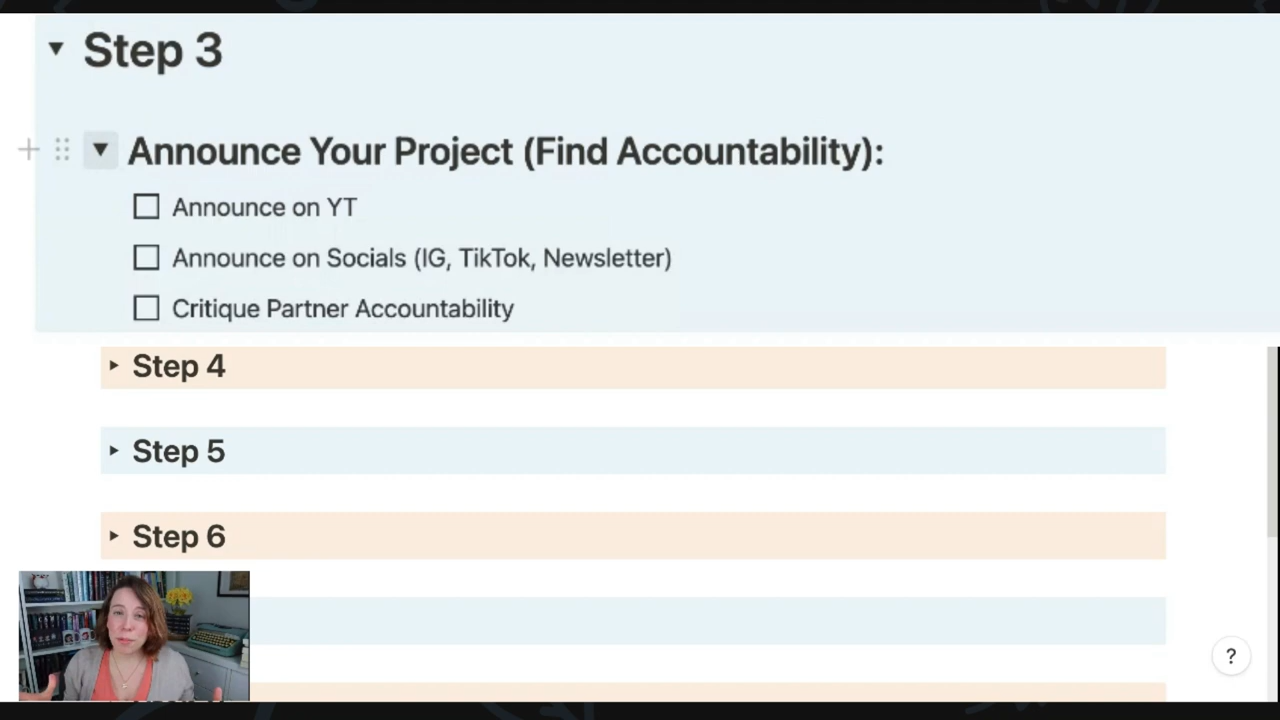 Step 3
Announce Your Project (Find Accountability):
Announce on YT
Announce on Socials (IG, TikTok, Newsletter)
Critique Partner Accountability
Step 4
Step 5
Step 6
?